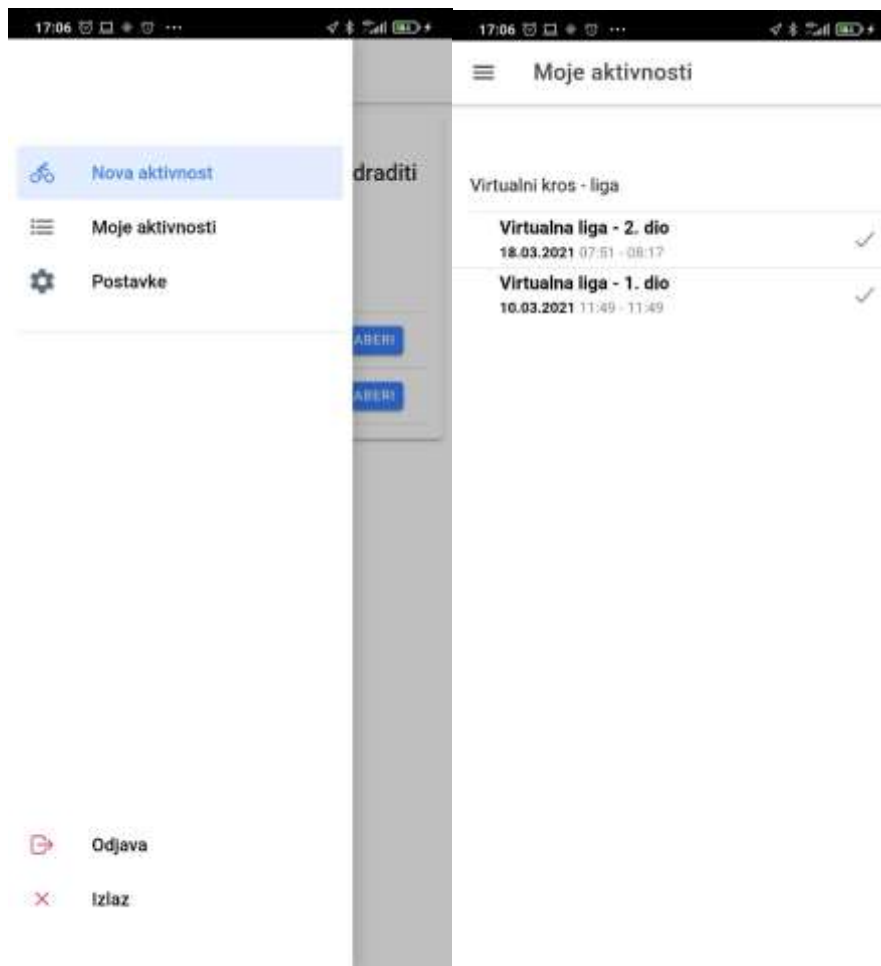 17:06
Nova aktivnost
draditi
Moje aktivnosti
Postavke
ABERI
ABERI
Odjava
Izlaz
17:06
Moje aktivnosti
Virtualni kros - liga
Virtualna liga - 2. dio
18.03.2021 07:51 - 08:17
Virtualna liga - 1. dio
10.03.2021 11:49 - 11:49